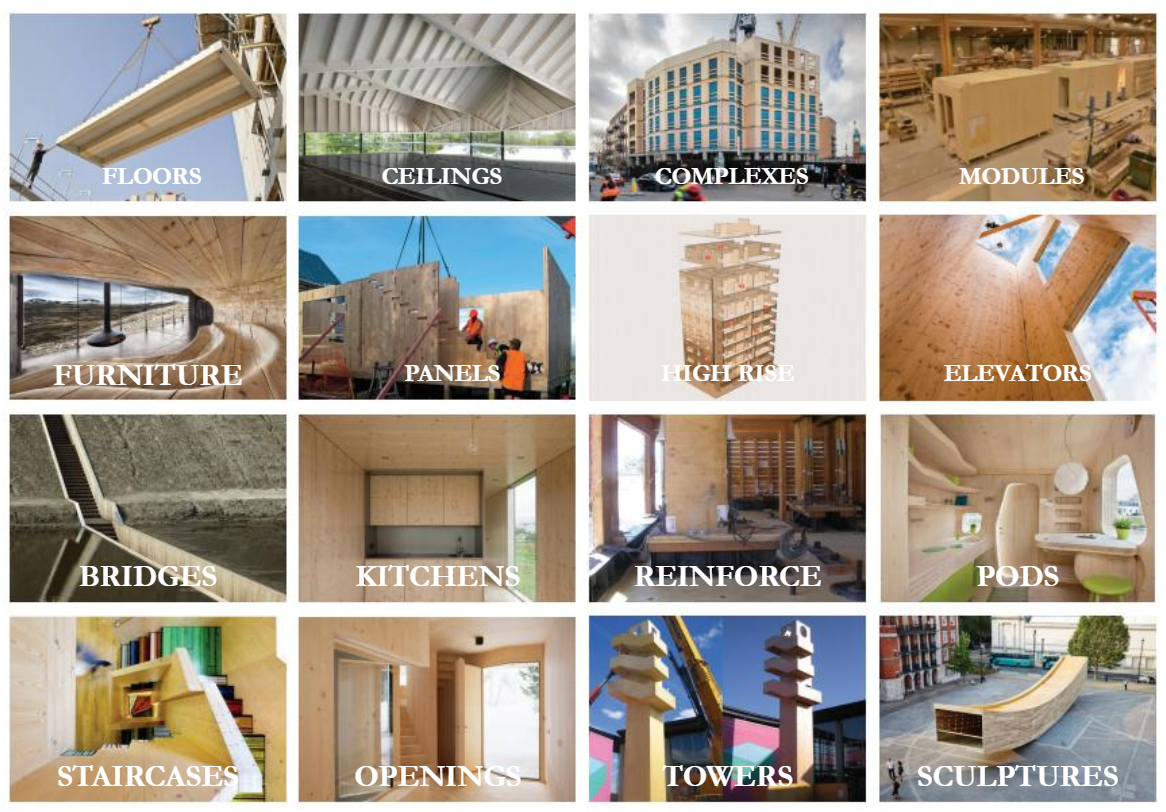 FLOORS
CEILINGS
COMPLEXES
MODULES
FURNITURE
PANELS
HIGH RISE
ELEVATORS
BRIDGES
KITCHENS
REINFORCE
PODS
STAIRCASES
OPENINGS
TOWERS
SCULPTURES